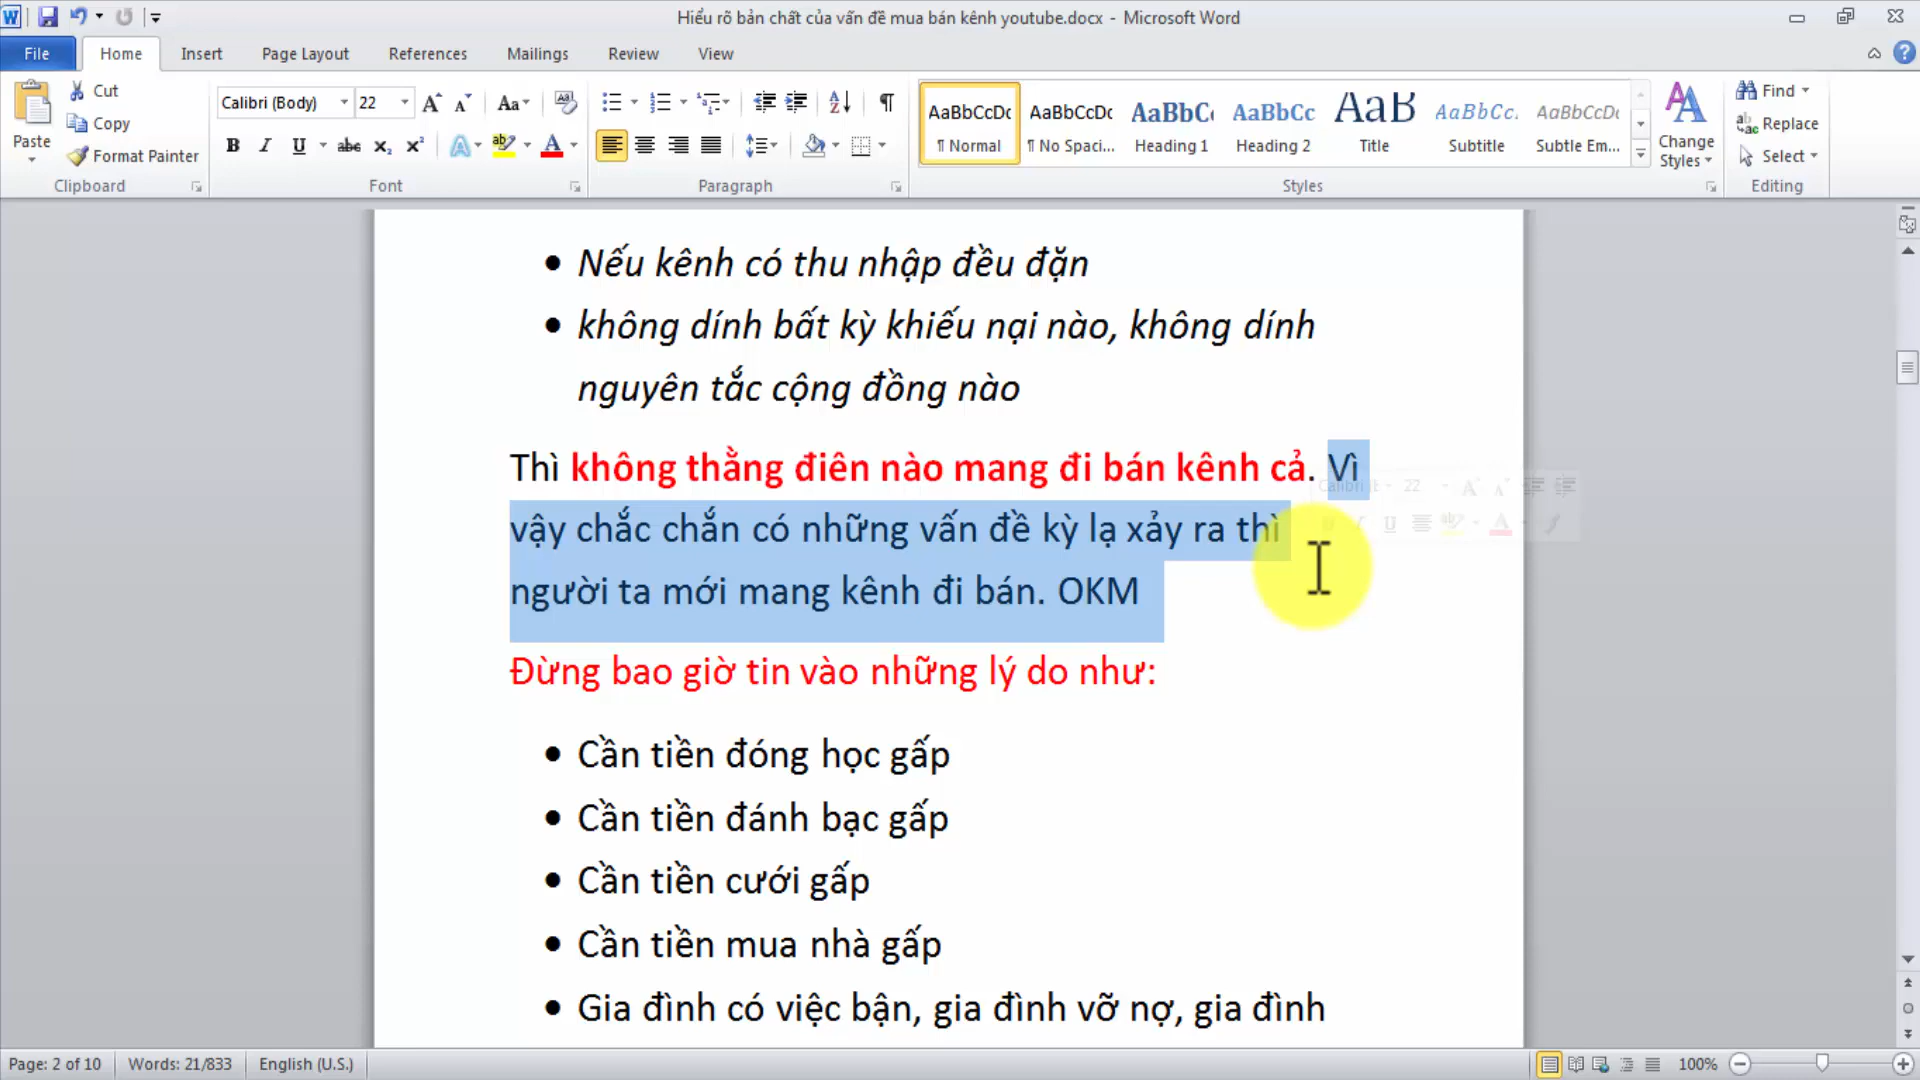 Hiểu rõ bản chất của vấn đề mua bán kênh youtube.docx - Microsoft Word
File Home Insert Page Layout References Mailings Review View
Paste
Cut
Copy
Format Painter
Clipboard
Calibri (Body) 22
Font
Paragraph
AaBbCcDc AaBbCcDc AaBbC AaBbCc AaB AaBbCc. AaBbCcDc
¶ Normal ¶ No Spaci... Heading 1 Heading 2 Title Subtitle Subtle Em...
Styles
Change
Styles
Find
Replace
Select
Editing
• Nếu kênh có thu nhập đều đặn
• không dính bất kỳ khiếu nại nào, không dính
nguyên tắc cộng đồng nào
Thì không thằng điên nào mang đi bán kênh cả. Vì
vậy chắc chắn có những vấn đề kỳ lạ xảy ra thì
người ta mới mang kênh đi bán. OKM
Đừng bao giờ tin vào những lý do như:
• Cần tiền đóng học gấp
• Cần tiền đánh bạc gấp
• Cần tiền cưới gấp
• Cần tiền mua nhà gấp
• Gia đình có việc bận, gia đình vỡ nợ, gia đình
Page: 2 of 10 Words: 21/833 English (U.S.) 100%